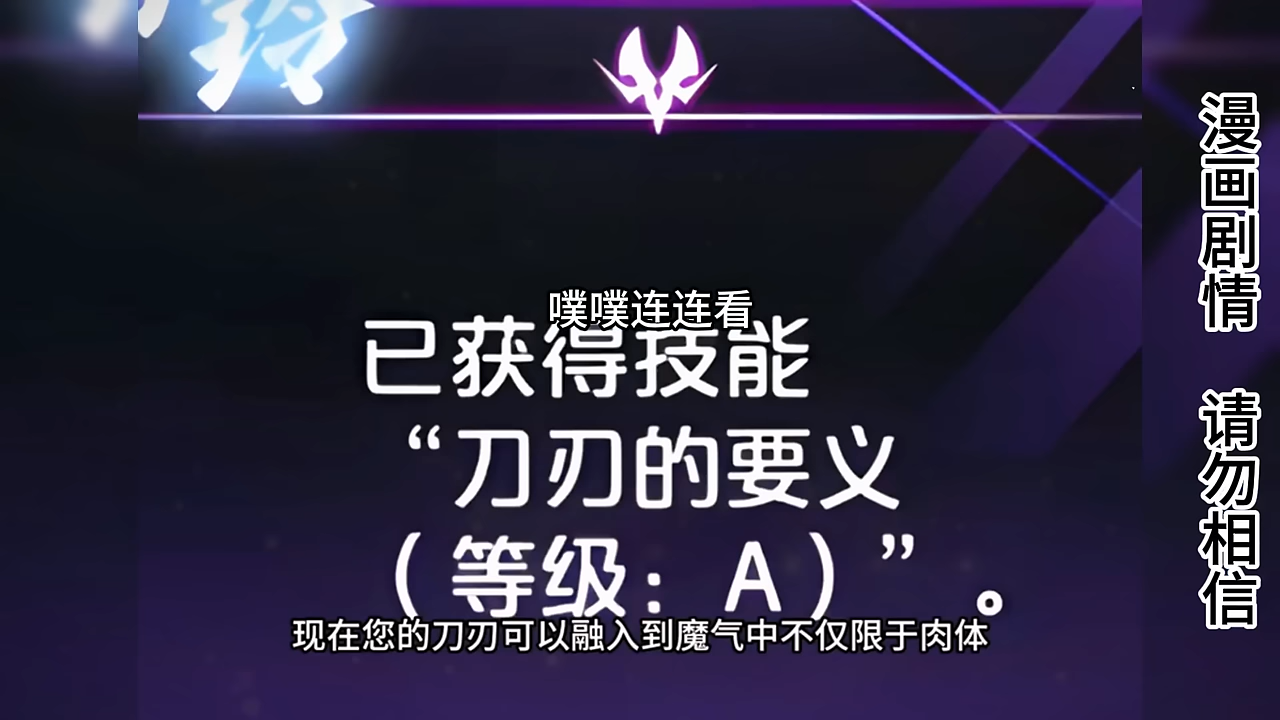 噗噗连连看
已获得技能
“刀刃的要义
（等级：A）”。
现在您的刀刃可以融入到魔气中不仅限于肉体
漫画剧情 请勿相信